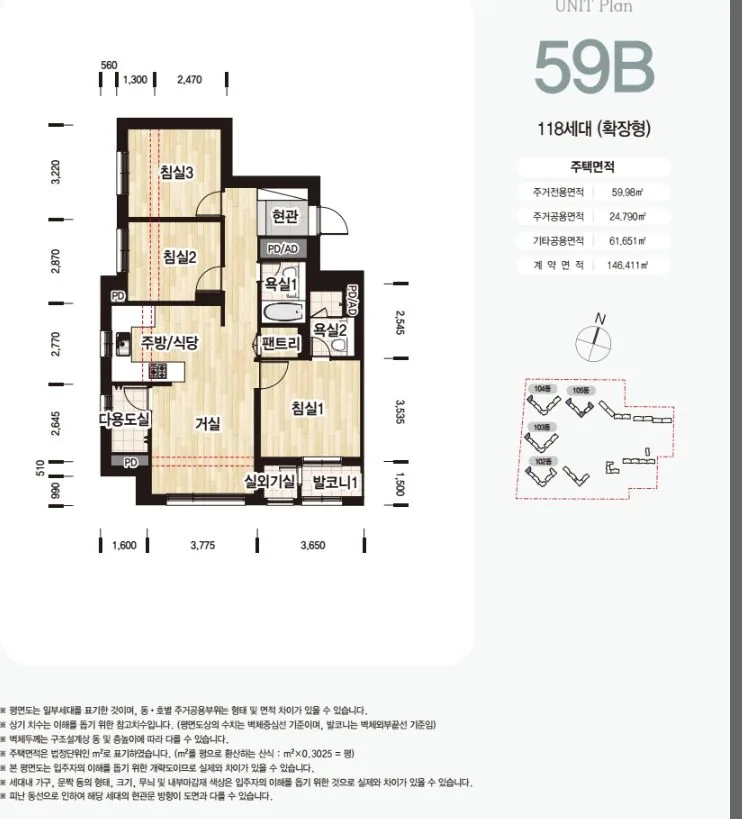 UNIT Plan
59B
118세대 (확장형)
주택면적
주거전용면적 59.98㎡
주거공용면적 24.790㎡
기타공용면적 61.651㎡
계 약 면 적 146.411㎡
N
104동
105동
103동
102동
560
1,300
2,470
3,220
2,870
2,770
2,645
510
990
2,545
3,535
1,500
1,600
3,775
3,650
침실3
현관
침실2
PD/AD
욕실1
PD
PD/AD
욕실2
주방/식당
팬트리
침실1
다용도실
거실
PD
실외기실
발코니1
※ 평면도는 일부세대를 표기한 것이며, 동 • 호별 주거공용부위는 형태 및 면적 차이가 있을 수 있습니다.
※ 상기 치수는 이해를 돕기 위한 참고치수입니다. (평면도상의 수치는 벽체중심선 기준이며, 발코니는 벽체외부끝선 기준임)
※ 벽체두께는 구조설계상 동 및 층높이에 따라 다를 수 있습니다.
※ 주택면적은 법정단위인 m²로 표기하였습니다. (m²를 평으로 환산하는 산식 : m²×0.3025 = 평)
※ 본 평면도는 입주자의 이해를 돕기 위한 개략도이므로 실제와 차이가 있을 수 있습니다.
※ 세대내 가구, 문짝 등의 형태, 크기, 무늬 및 내부마감재 색상은 입주자의 이해를 돕기 위한 것으로 실제와 차이가 있을 수 있습니다.
※ 피난 동선으로 인하여 해당 세대의 현관문 방향이 도면과 다를 수 있습니다.